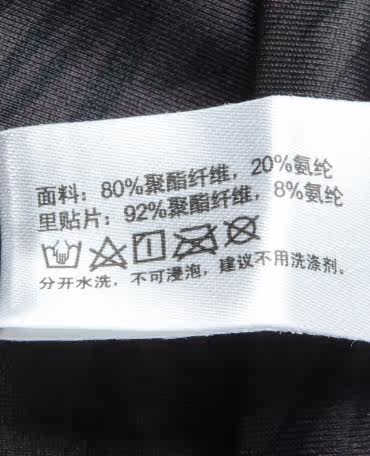 面料：80%聚酯纤维，20%氨纶
里贴片：92%聚酯纤维，8%氨纶
分开水洗，不可浸泡，建议不用洗涤剂。